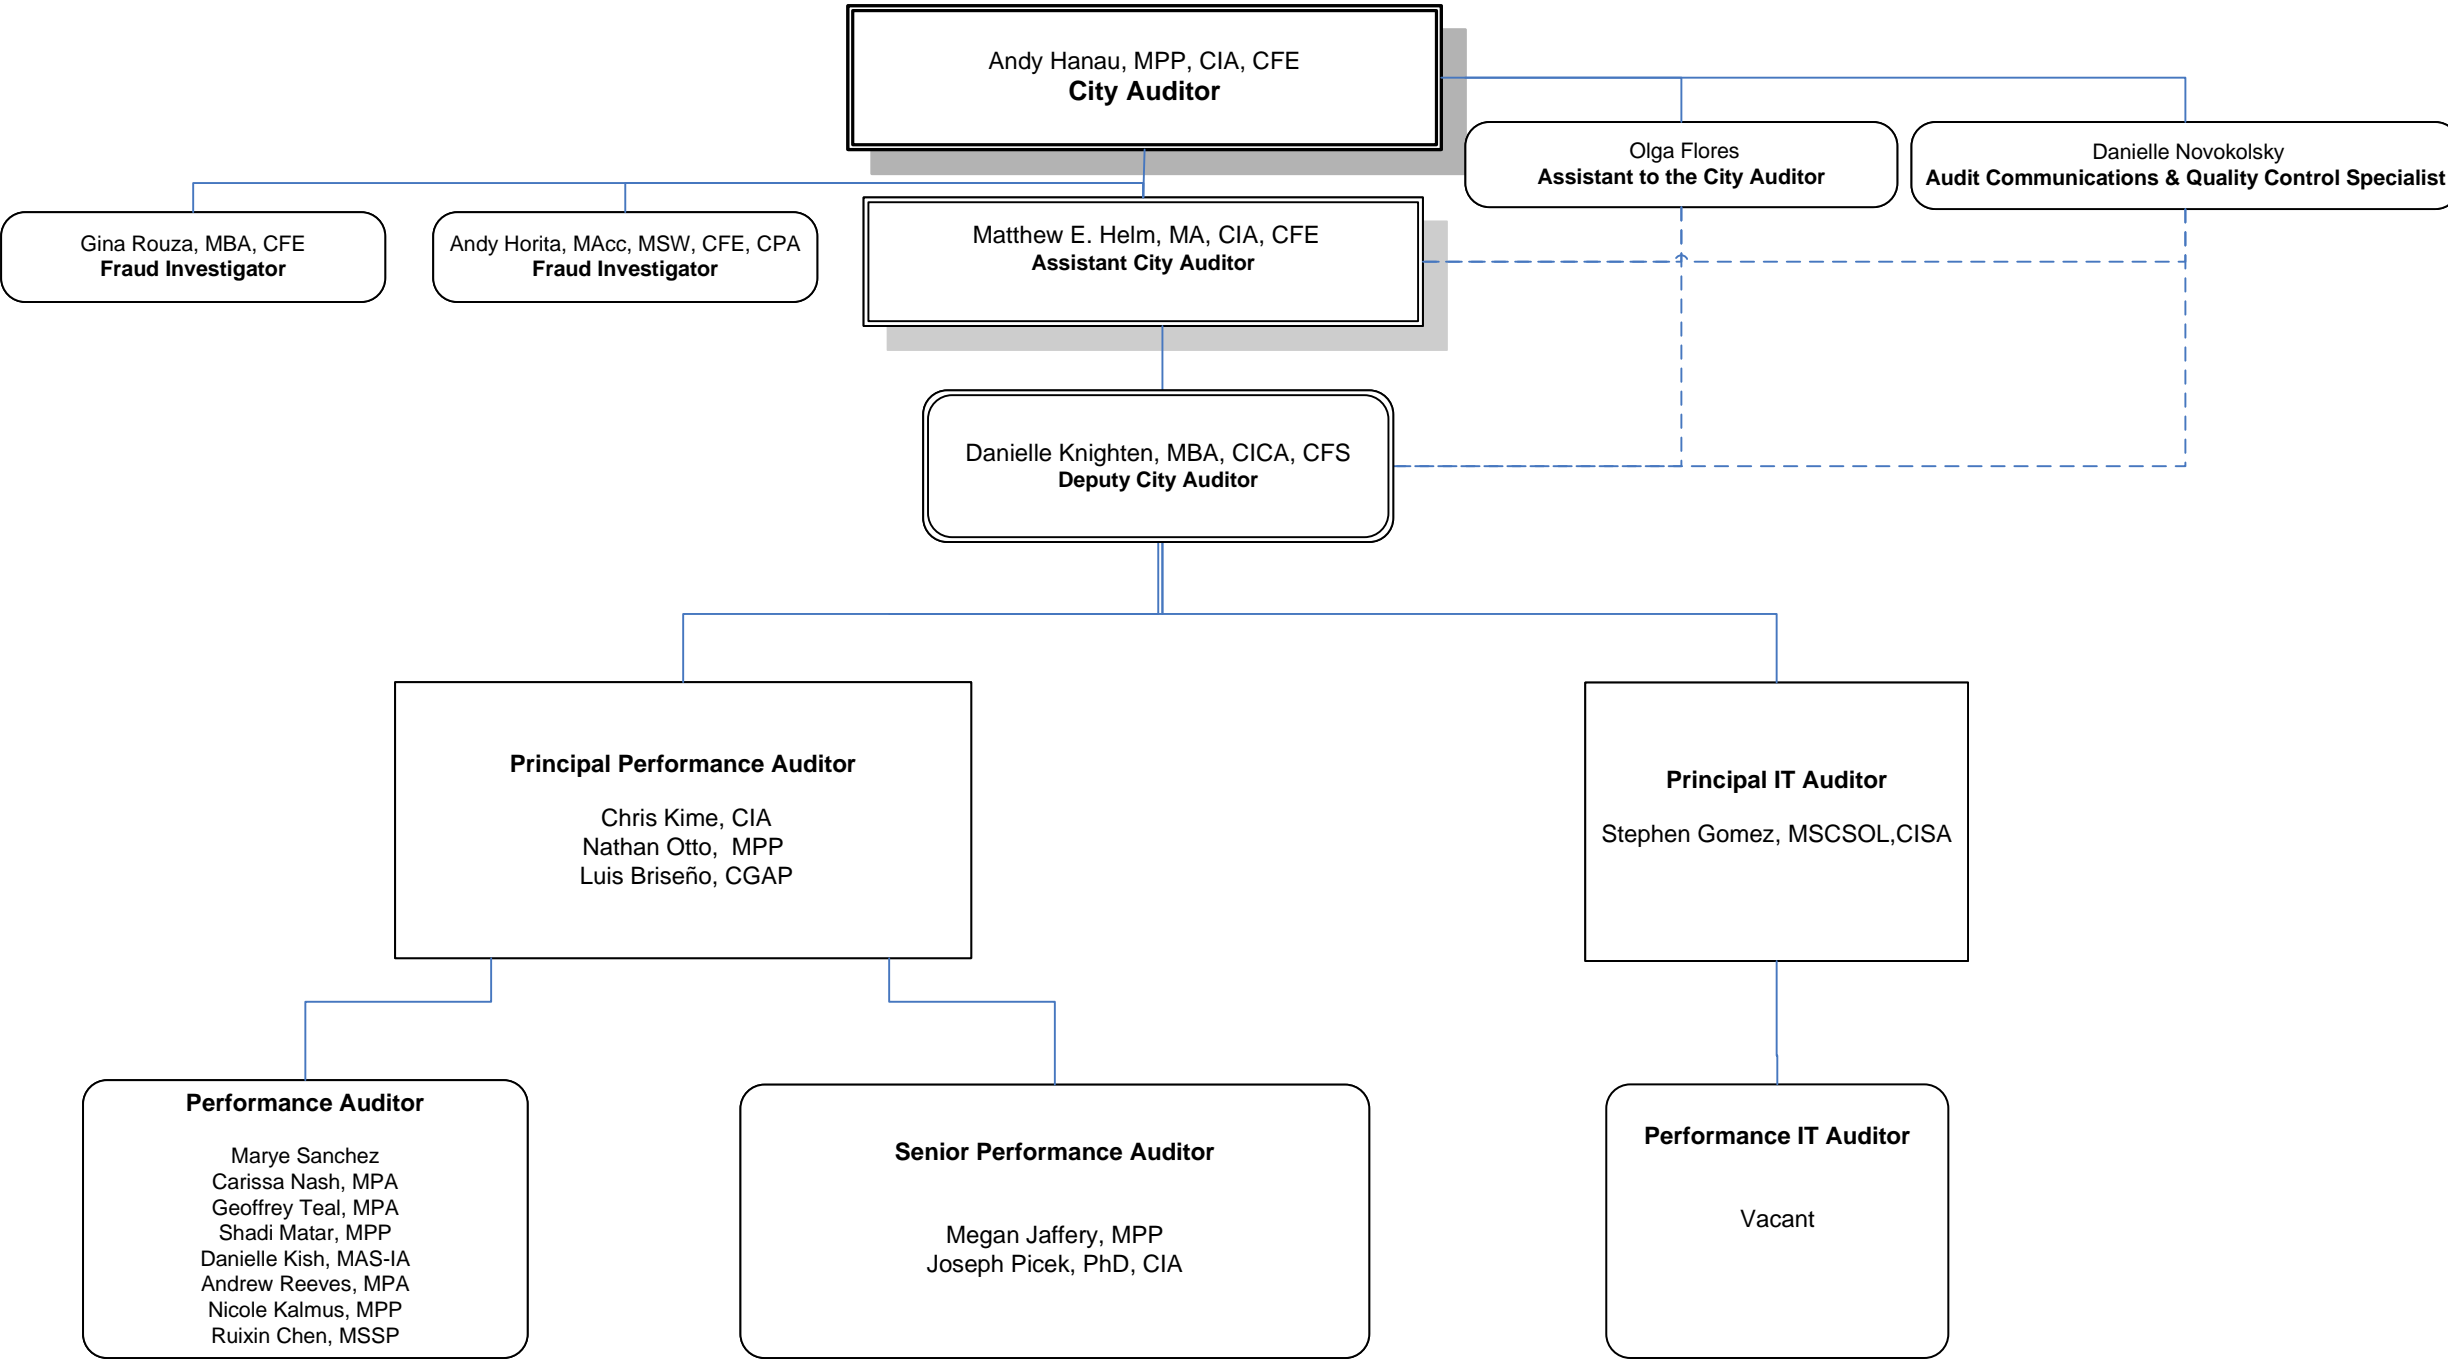 Andy Hanau, MPP, CIA, CFE
City Auditor
Olga Flores
Assistant to the City Auditor
Danielle Novokolsky
Audit Communications & Quality Control Specialist
Gina Rouza, MBA, CFE
Fraud Investigator
Andy Horita, MAcc, MSW, CFE, CPA
Fraud Investigator
Matthew E. Helm, MA, CIA, CFE
Assistant City Auditor
Danielle Knighten, MBA, CICA, CFS
Deputy City Auditor
Principal Performance Auditor
Chris Kime, CIA
Nathan Otto, MPP
Luis Briseño, CGAP
Principal IT Auditor
Stephen Gomez, MSCSOL,CISA
Performance Auditor
Marye Sanchez
Carissa Nash, MPA
Geoffrey Teal, MPA
Shadi Matar, MPP
Danielle Kish, MAS-IA
Andrew Reeves, MPA
Nicole Kalmus, MPP
Ruixin Chen, MSSP
Senior Performance Auditor
Megan Jaffery, MPP
Joseph Picek, PhD, CIA
Performance IT Auditor
Vacant